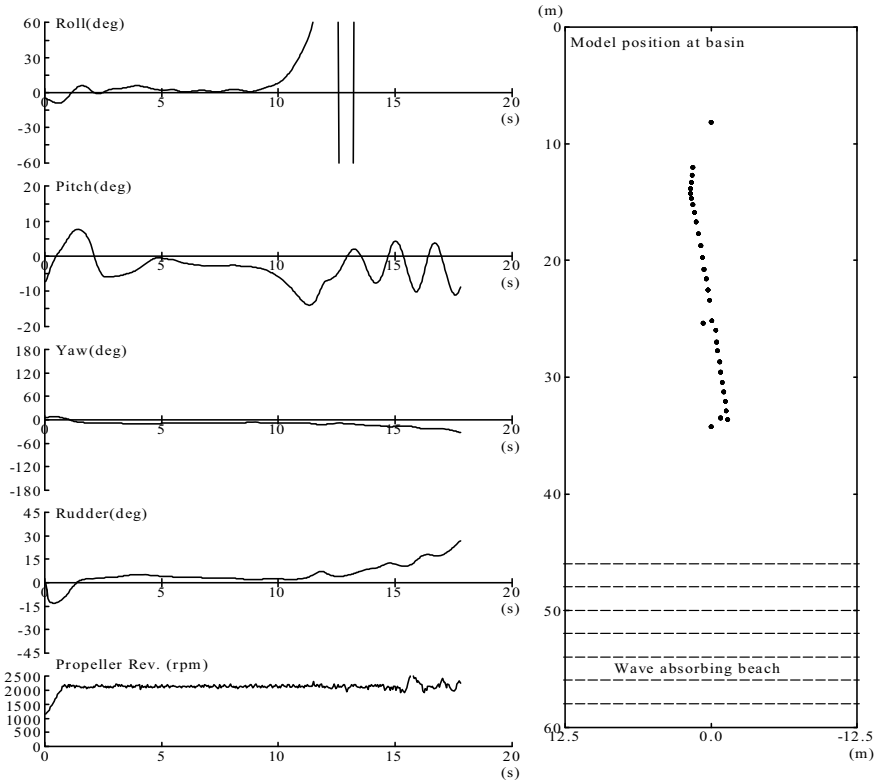 Roll(deg)
60
30
0
-30
-60
0 5 10 15 20
(s)
Pitch(deg)
20
10
0
-10
-20
0 5 10 15 20
(s)
Yaw(deg)
180
120
60
0
-60
-120
-180
0 5 10 15 20
(s)
Rudder(deg)
45
30
15
0
-15
-30
-45
0 5 10 15 20
(s)
Propeller Rev. (rpm)
2500
2000
1500
1000
500
0
0 5 10 15 20
(s)
(m)
Model position at basin
0
10
20
30
40
50
60
Wave absorbing beach
12.5 0.0 -12.5
(m)